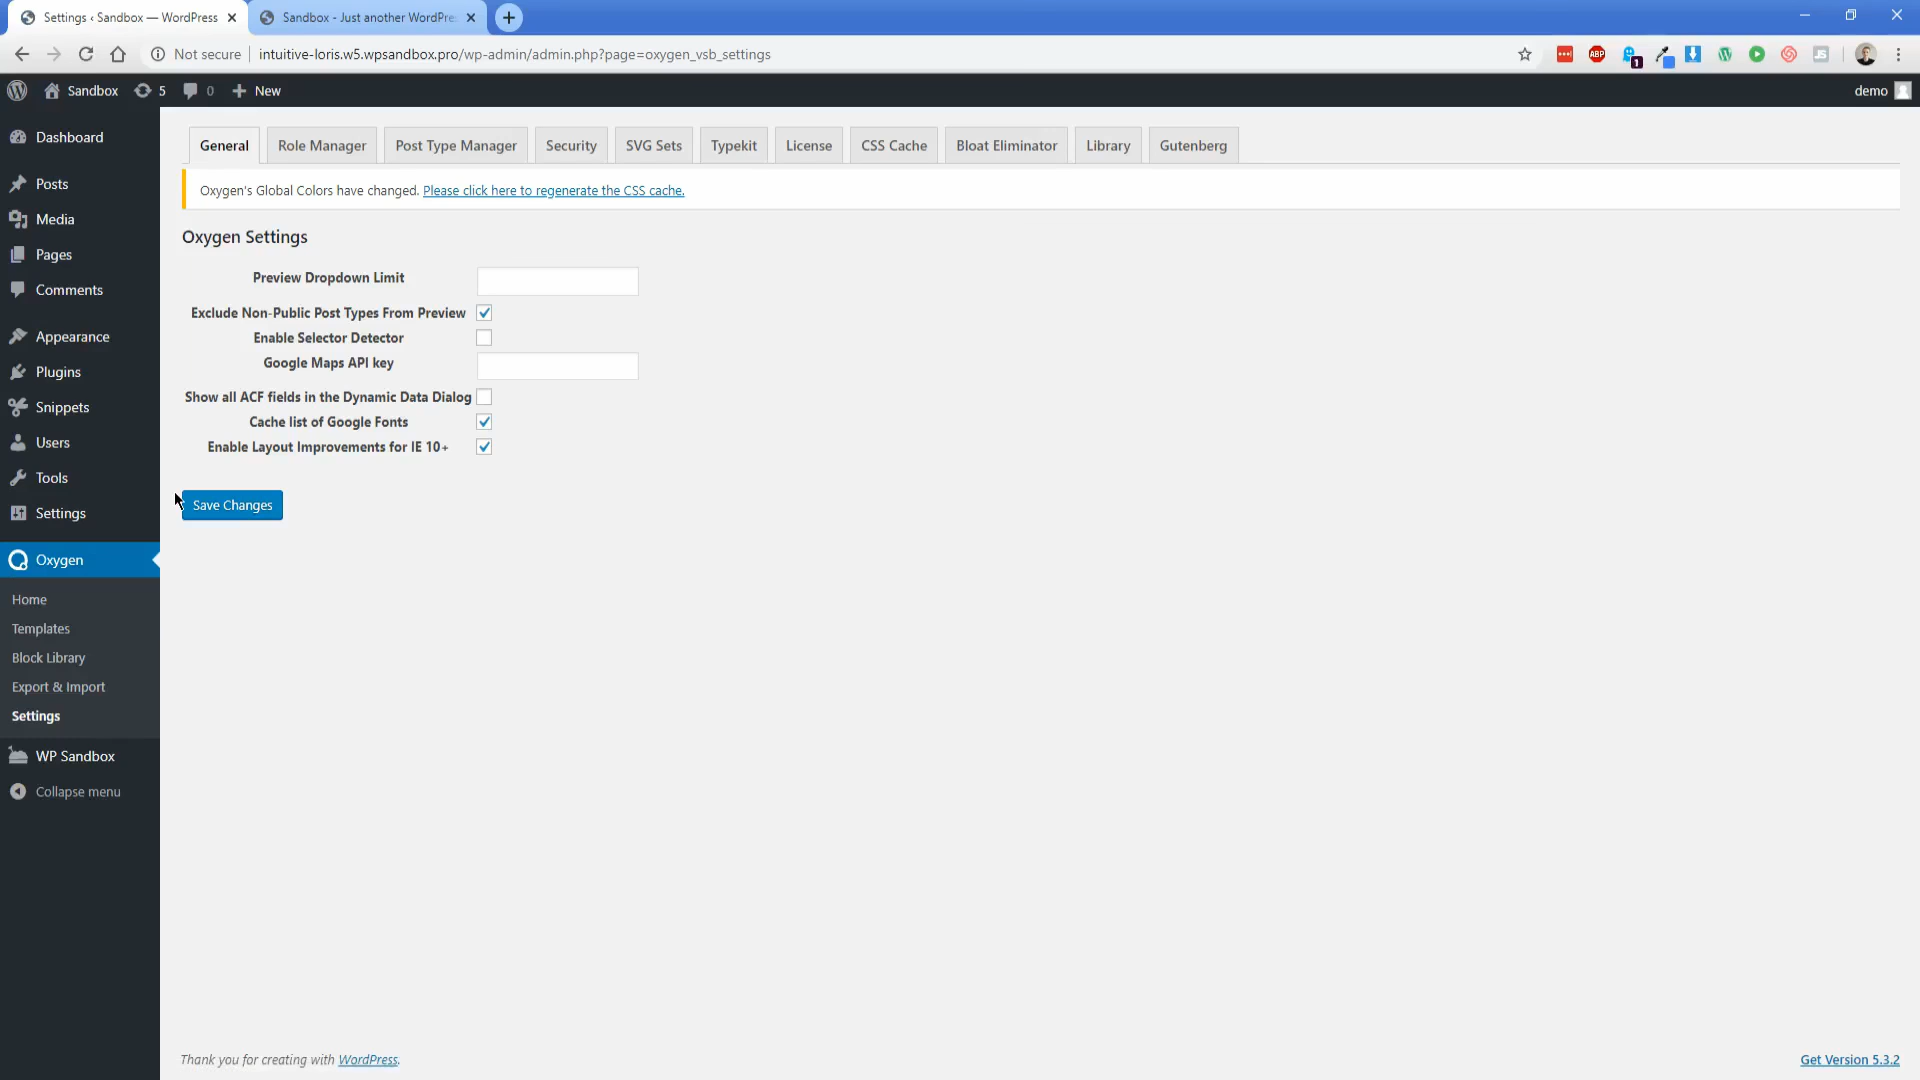 Settings ‹ Sandbox — WordPress
Sandbox - Just another WordPre
Not secure
intuitive-loris.w5.wpsandbox.pro/wp-admin/admin.php?page=oxygen_vsb_settings
ABP
1
JS
Sandbox
5
0
New
demo
Dashboard
Posts
Media
Pages
Comments
Appearance
Plugins
Snippets
Users
Tools
Settings
Oxygen
Home
Templates
Block Library
Export & Import
Settings
WP Sandbox
Collapse menu
General
Role Manager
Post Type Manager
Security
SVG Sets
Typekit
License
CSS Cache
Bloat Eliminator
Library
Gutenberg
Oxygen's Global Colors have changed. Please click here to regenerate the CSS cache.
Oxygen Settings
Preview Dropdown Limit
Exclude Non-Public Post Types From Preview
Enable Selector Detector
Google Maps API key
Show all ACF fields in the Dynamic Data Dialog
Cache list of Google Fonts
Enable Layout Improvements for IE 10+
Save Changes
Thank you for creating with WordPress.
Get Version 5.3.2